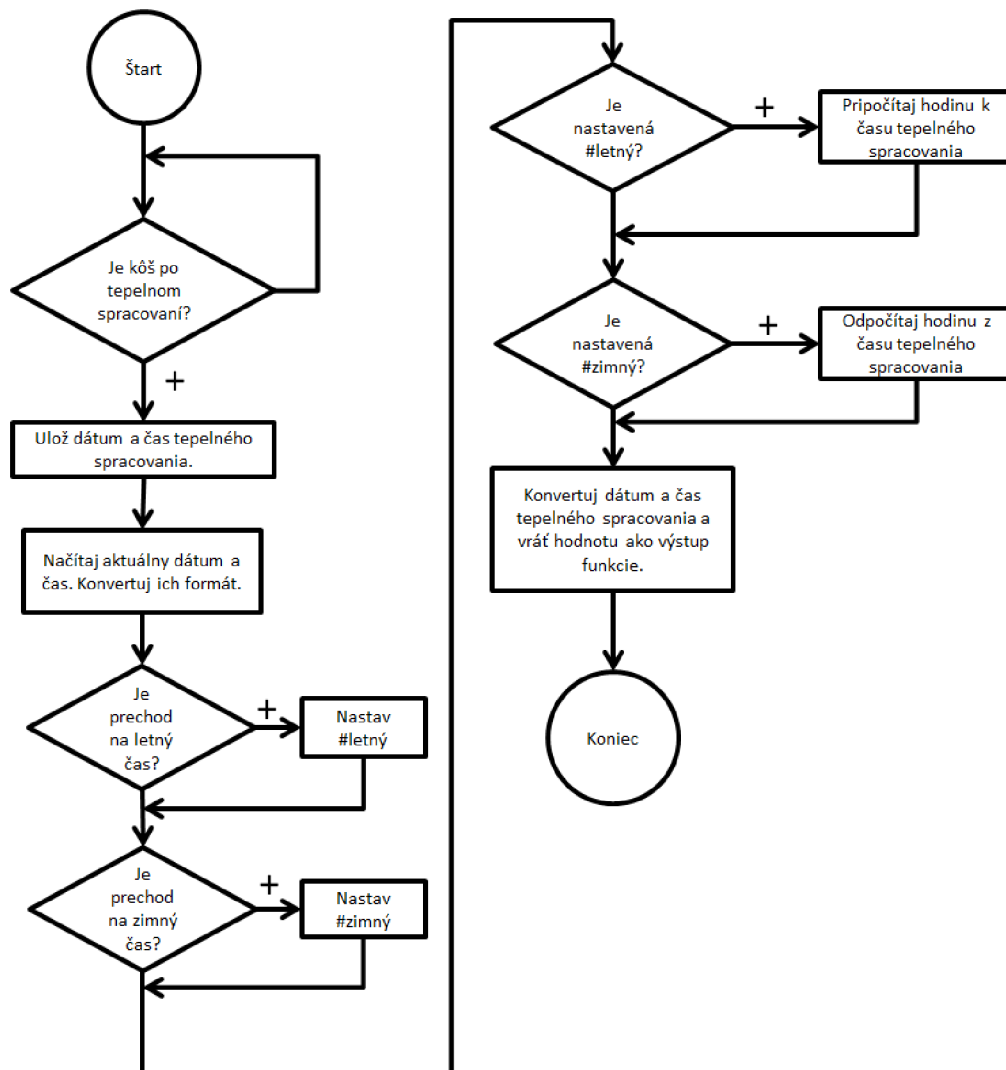 Štart
Je kôš po
tepelnom
spracovaní?
+
Ulož dátum a čas tepelného
spracovania.
Načítaj aktuálny dátum a
čas. Konvertuj ich formát.
Je
prechod
na letný
čas?
+
Nastav
#letný
Je
prechod
na zimný
čas?
+
Nastav
#zimný
Je
nastavená
#letný?
+
Pripočítaj hodinu k
času tepelného
spracovania
Je
nastavená
#zimný?
+
Odpočítaj hodinu z
času tepelného
spracovania
Konvertuj dátum a čas
tepelného spracovania a
vráť hodnotu ako výstup
funkcie.
Koniec